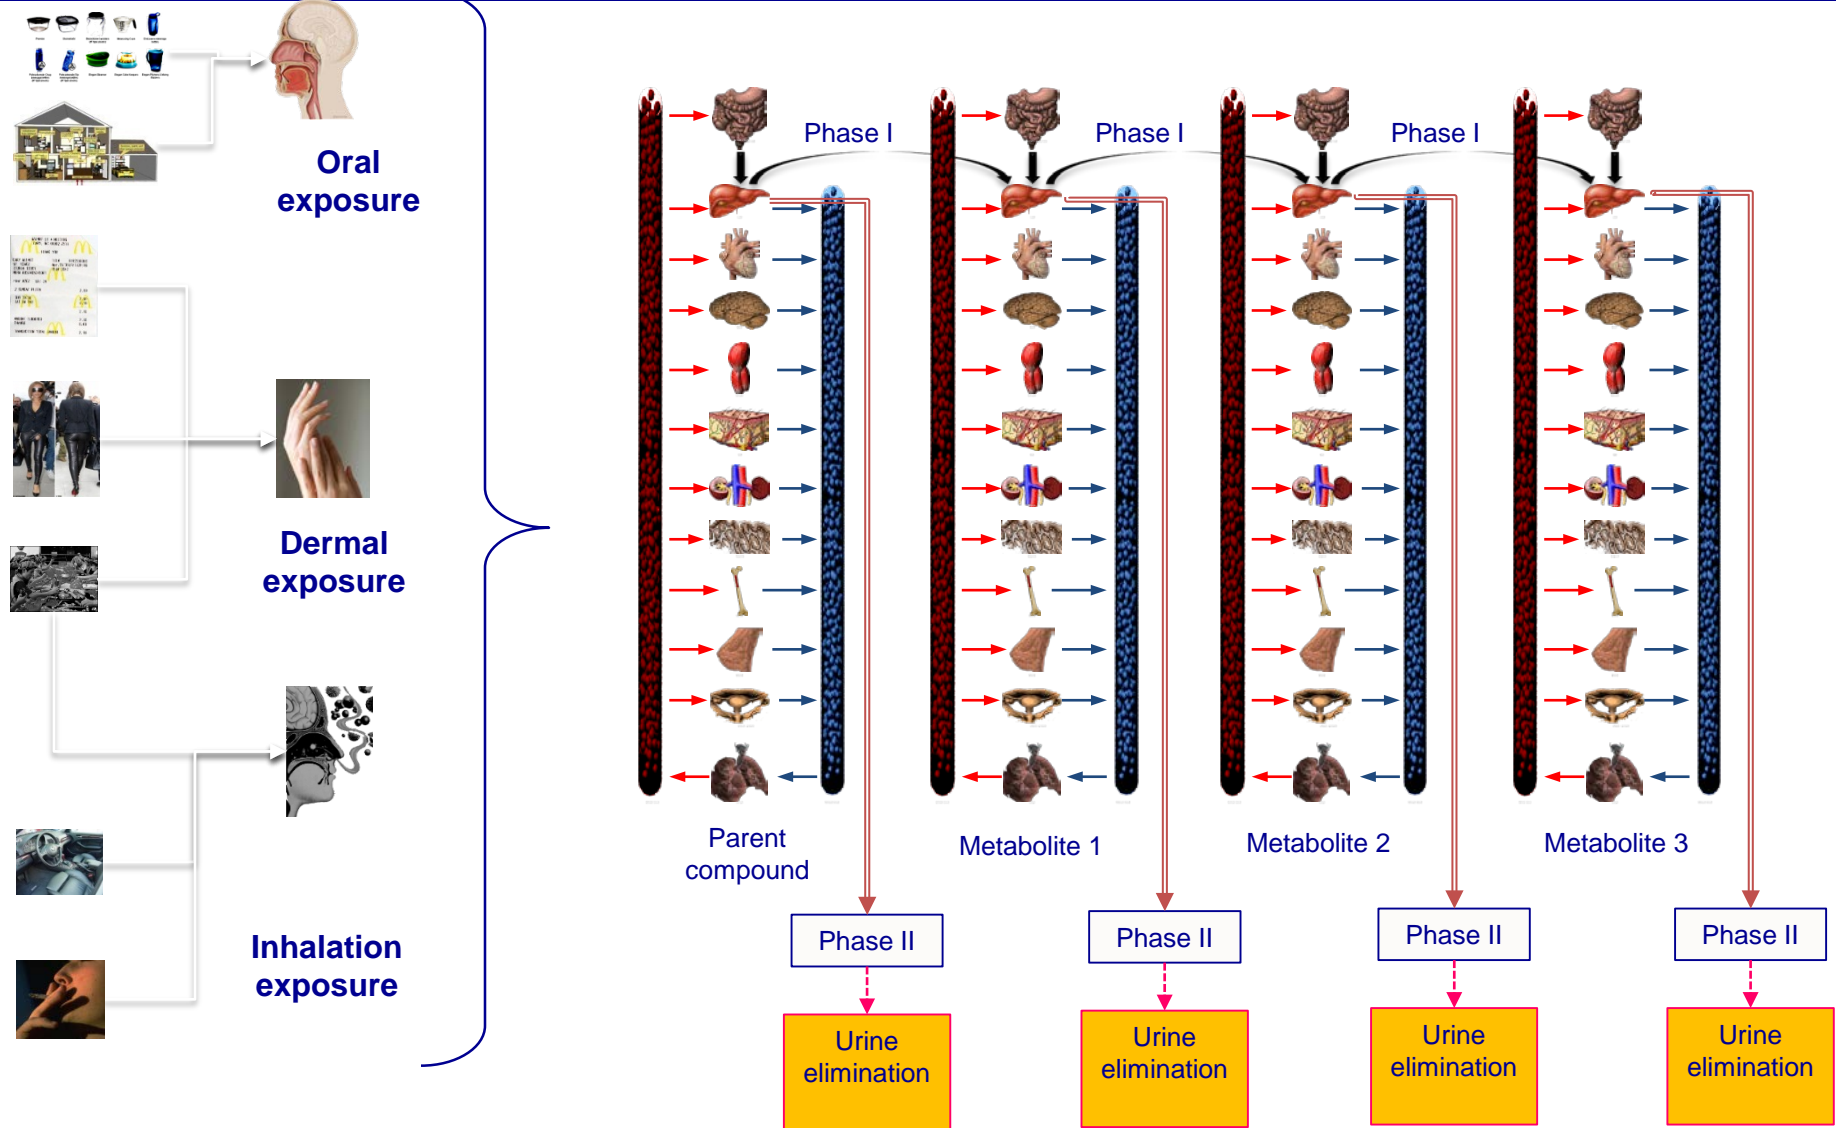 Oral
exposure
Dermal
exposure
Inhalation
exposure
Phase I
Phase I
Phase I
Parent
compound
Metabolite 1
Metabolite 2
Metabolite 3
Phase II
Phase II
Phase II
Phase II
Urine
elimination
Urine
elimination
Urine
elimination
Urine
elimination